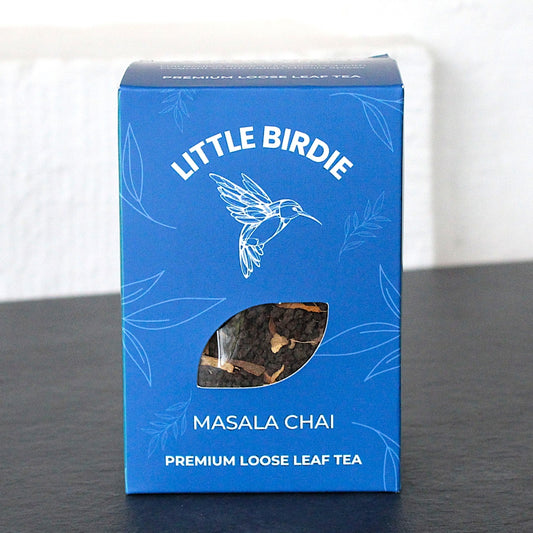 PREMIUM LOOSE LEAF TEA
LITTLE BIRDIE
MASALA CHAI
PREMIUM LOOSE LEAF TEA